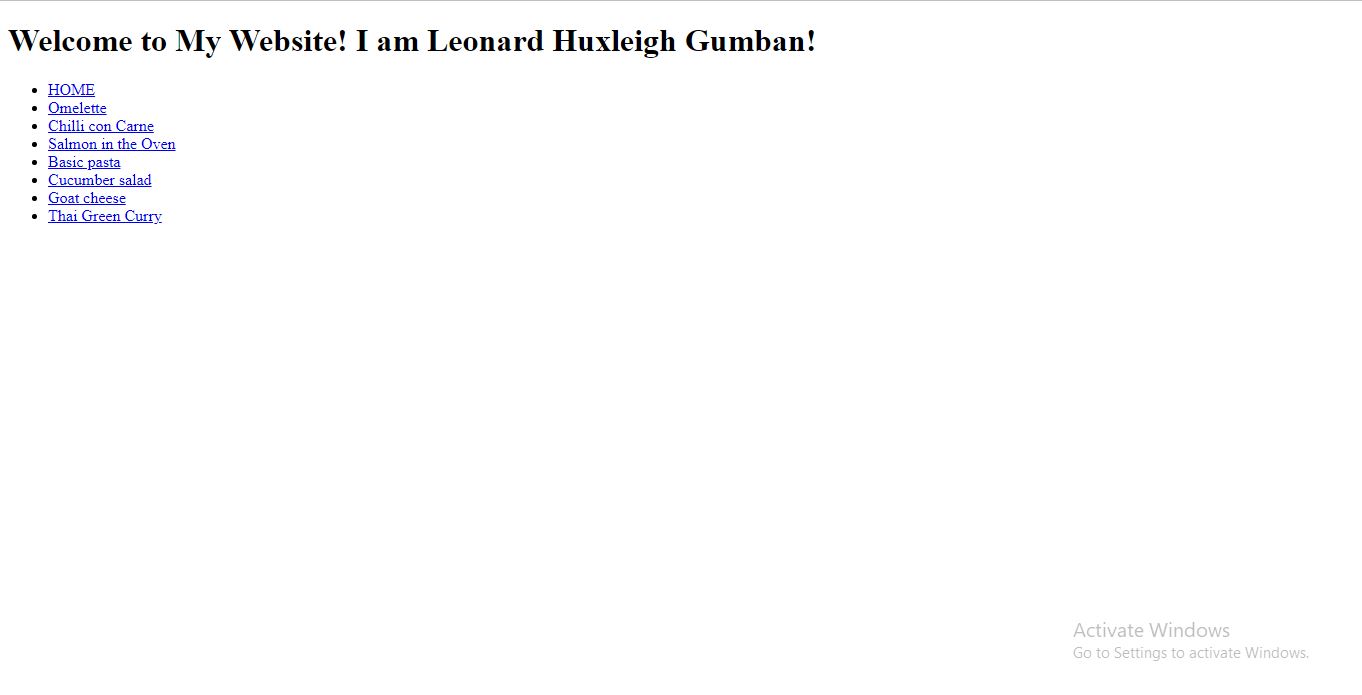 Welcome to My Website! I am Leonard Huxleigh Gumban!
HOME
Omelette
Chilli con Carne
Salmon in the Oven
Basic pasta
Cucumber salad
Goat cheese
Thai Green Curry
Activate Windows
Go to Settings to activate Windows.